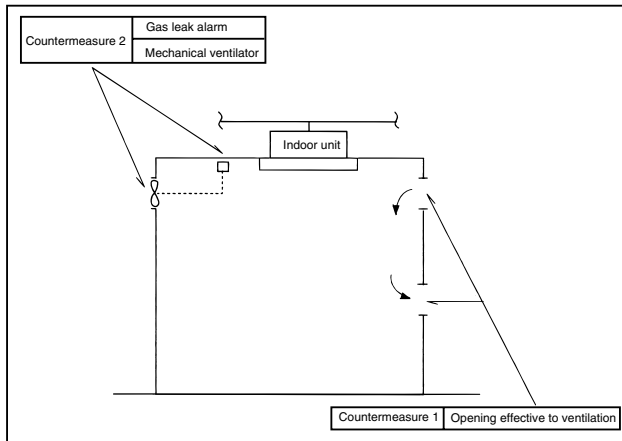 Countermeasure 2
Gas leak alarm
Mechanical ventilator
Indoor unit
Countermeasure 1
Opening effective to ventilation